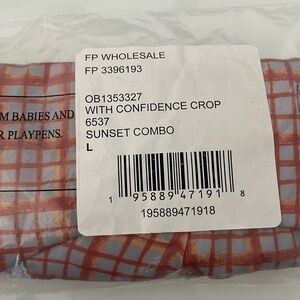 FP WHOLESALE
FP 3396193
OB1353327
WITH CONFIDENCE CROP
6537
SUNSET COMBO
L
M BABIES AND
R PLAYPENS.
1 95889 47191 8
195889471918